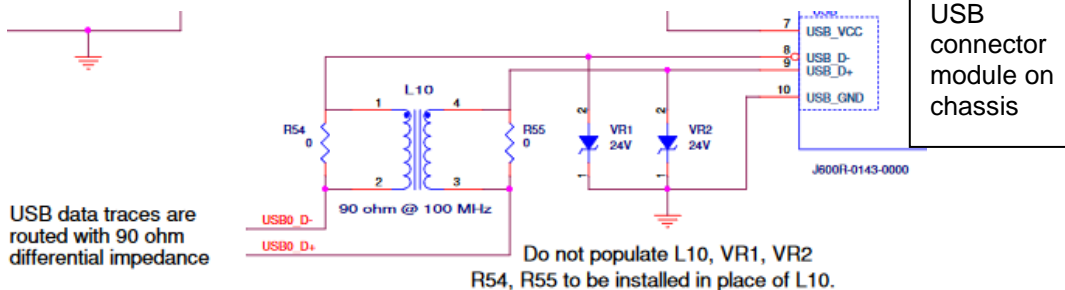 7
USB_VCC
8
USB_D-
9
USB_D+
10
USB_GND
USB
connector
module on
chassis
J600R-0143-0000
L10
1
4
R54
0
R55
0
2
3
90 ohm @ 100 MHz
2
VR1
24V
1
2
VR2
24V
1
USB data traces are
routed with 90 ohm
differential impedance
USB0_D-
USB0_D+
Do not populate L10, VR1, VR2
R54, R55 to be installed in place of L10.